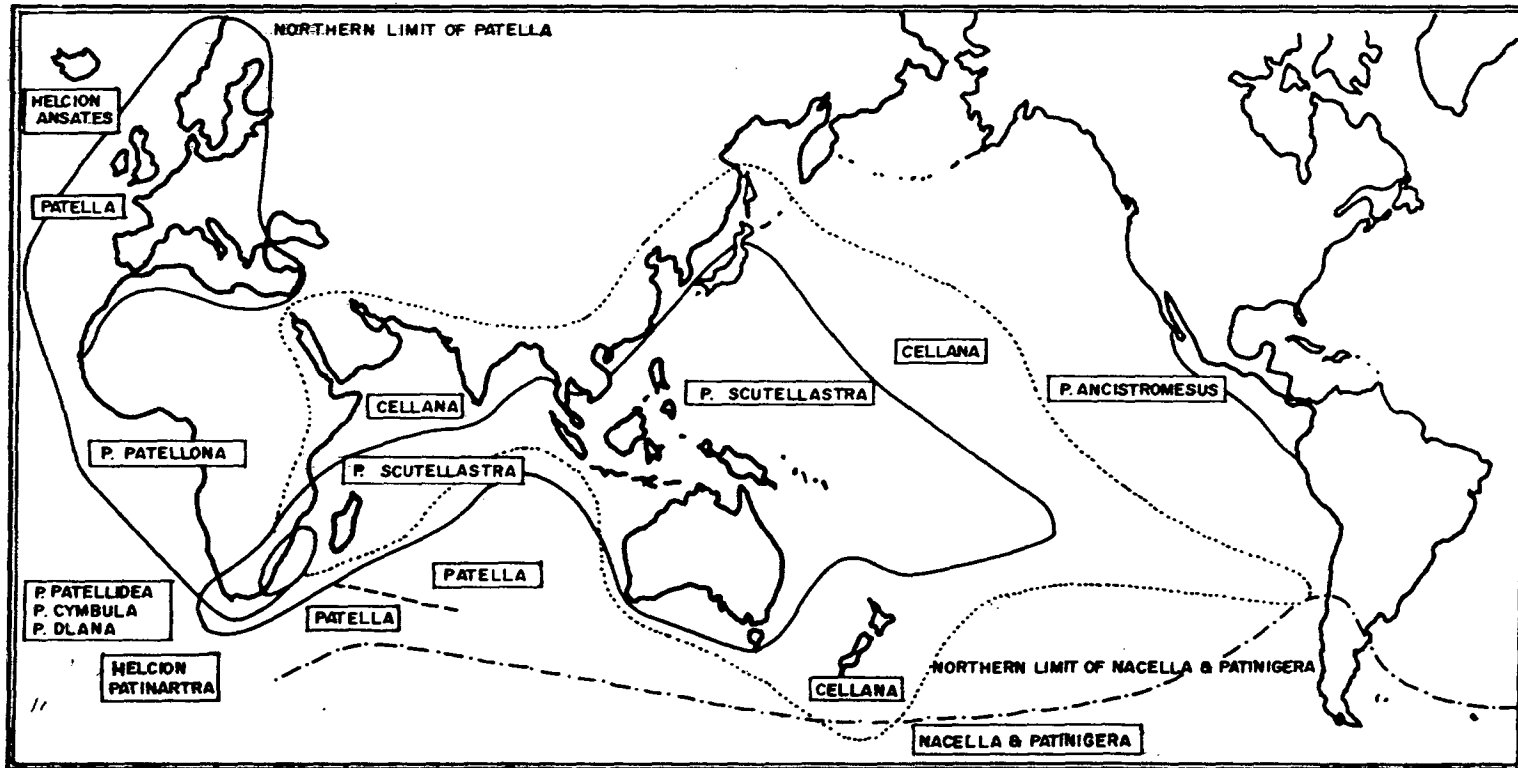 NORTHERN LIMIT OF PATELLA
HELCION
ANSATES
PATELLA
CELLANA
P. SCUTELLASTRA
P. ANCISTROMESUS
CELLANA
P. PATELLONA
P. SCUTELLASTRA
PATELLA
P. PATELLIDEA
P. CYMBULA
P. DLANA
PATELLA
HELCION
PATINARTRA
NORTHERN LIMIT OF NACELLA & PATINIGERA
CELLANA
NACELLA & PATINIGERA